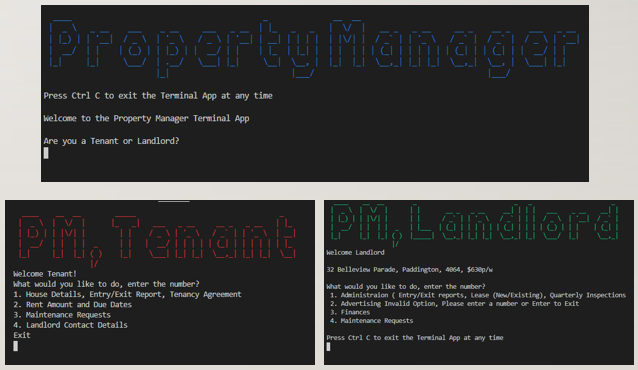 Property Manager
Press Ctrl C to exit the Terminal App at any time
Welcome to the Property Manager Terminal App
Are you a Tenant or Landlord?
PM, Tenant
Welcome Tenant!
What would you like to do, enter the number?
1. House Details, Entry/Exit Report, Tenancy Agreement
2. Rent Amount and Due Dates
3. Maintenance Requests
4. Landlord Contact Details
Exit
PM, Landlord
Welcome Landlord
32 Belleview Parade, Paddington, 4064, $630p/w
What would you like to do, enter the number?
1. Administraion ( Entry/Exit reports, Lease (New/Existing), Quarterly Inspections
2. Advertising Invalid Option, Please enter a number or Enter to Exit
3. Finances
4. Maintenance Requests
Press Ctrl C to exit the Terminal App at any time